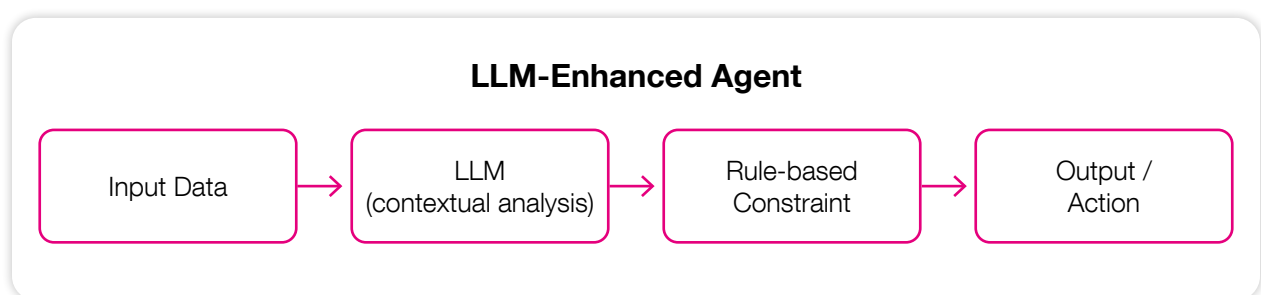 LLM-Enhanced Agent
Input Data
LLM
(contextual analysis)
Rule-based
Constraint
Output /
Action